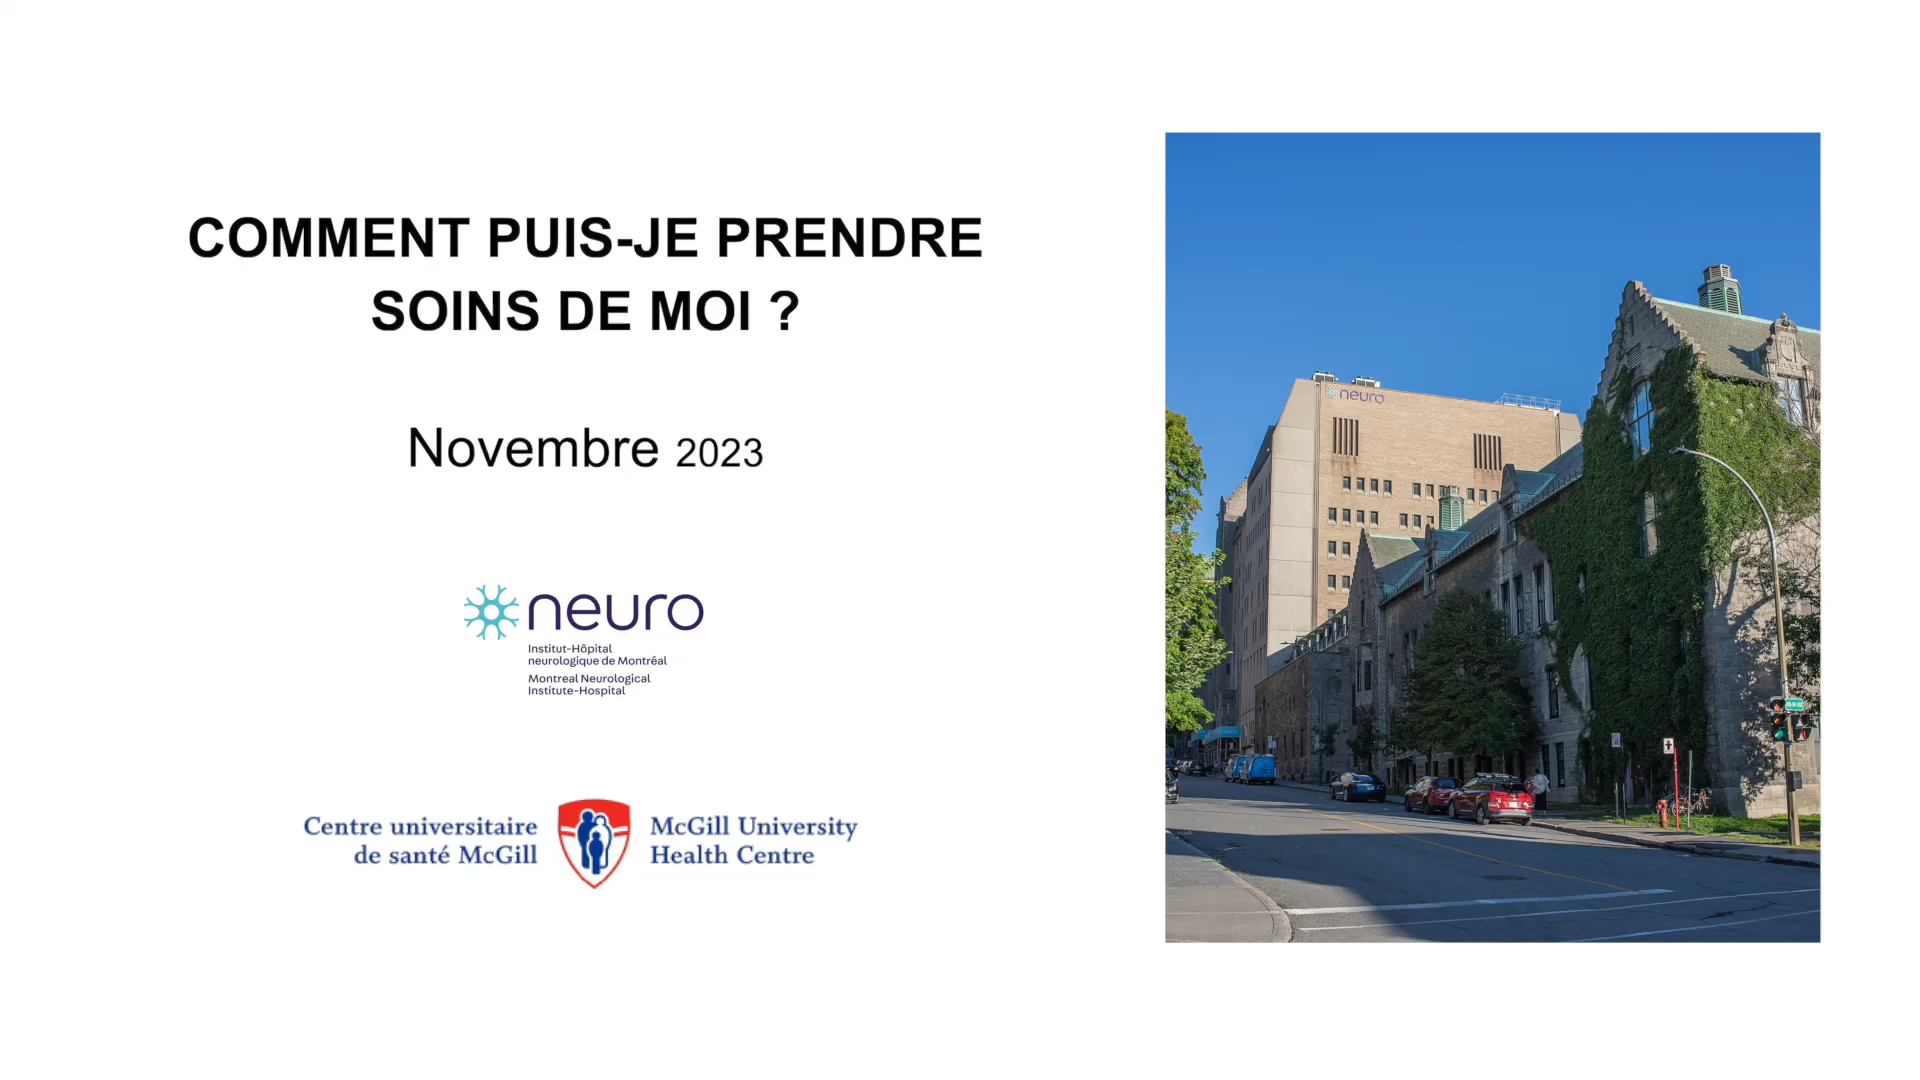 COMMENT PUIS-JE PRENDRE
SOINS DE MOI ?
Novembre 2023
neuro
Institut-Hôpital
neurologique de Montréal
Montreal Neurological
Institute-Hospital
Centre universitaire
de santé McGill
McGill University
Health Centre
neuro